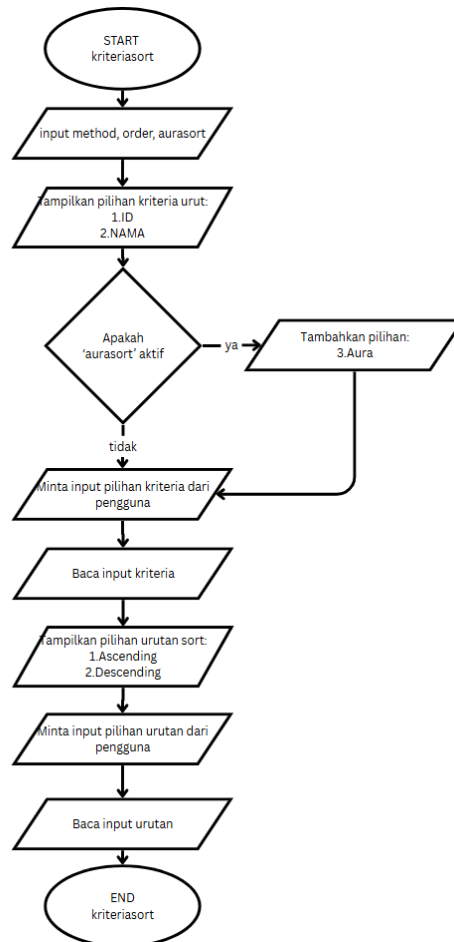 START
kriteriasort
input method, order, aurasort
Tampilkan pilihan kriteria urut:
1.ID
2.NAMA
Apakah
'aurasort' aktif
ya
Tambahkan pilihan:
3.Aura
tidak
Minta input pilihan kriteria dari
pengguna
Baca input kriteria
Tampilkan pilihan urutan sort:
1.Ascending
2.Descending
Minta input pilihan urutan dari
pengguna
Baca input urutan
END
kriteriasort